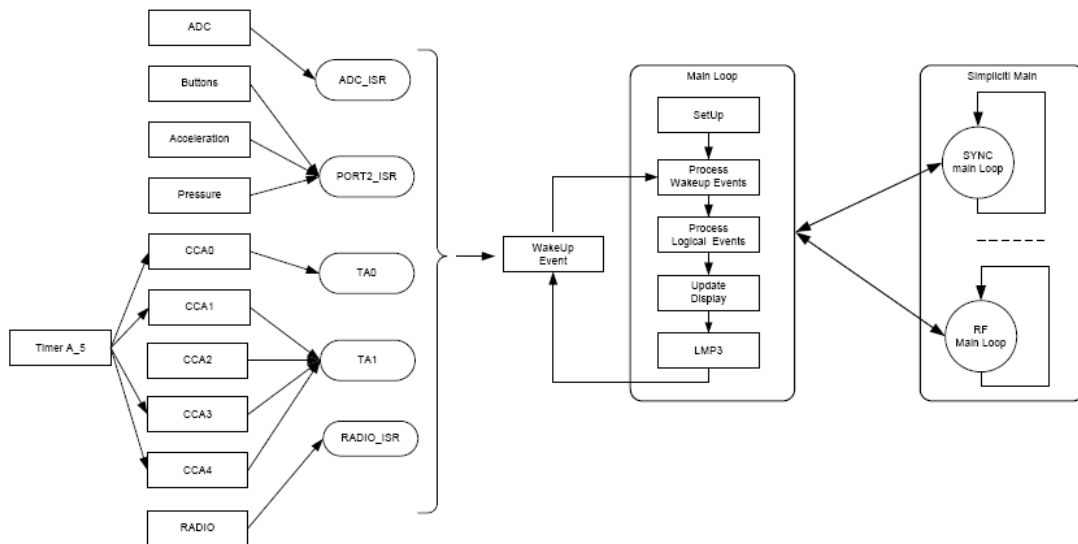 ADC
Buttons
Acceleration
Pressure
CCA0
CCA1
Timer A_5
CCA2
CCA3
CCA4
RADIO
ADC_ISR
PORT2_ISR
TA0
TA1
RADIO_ISR
WakeUp
Event
Main Loop
SetUp
Process
Wakeup Events
Process
Logical Events
Update
Display
LMP3
Simpliciti Main
SYNC
main Loop
RF
Main Loop